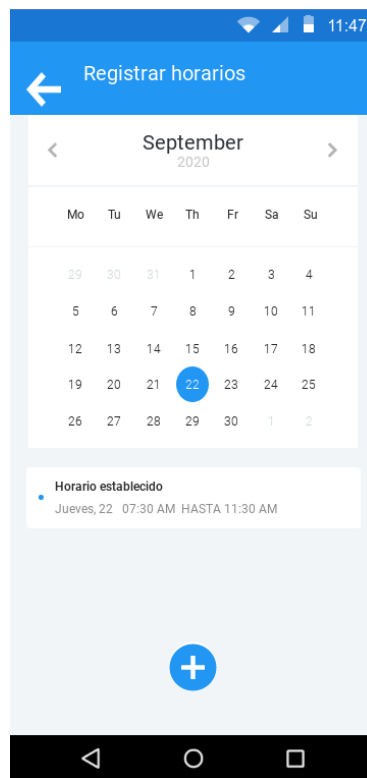 11:47
Registrar horarios
September
2020
Mo Tu We Th Fr Sa Su
29 30 31 1 2 3 4
5 6 7 8 9 10 11
12 13 14 15 16 17 18
19 20 21 22 23 24 25
26 27 28 29 30 1 2
Horario establecido
Jueves, 22 07:30 AM HASTA 11:30 AM